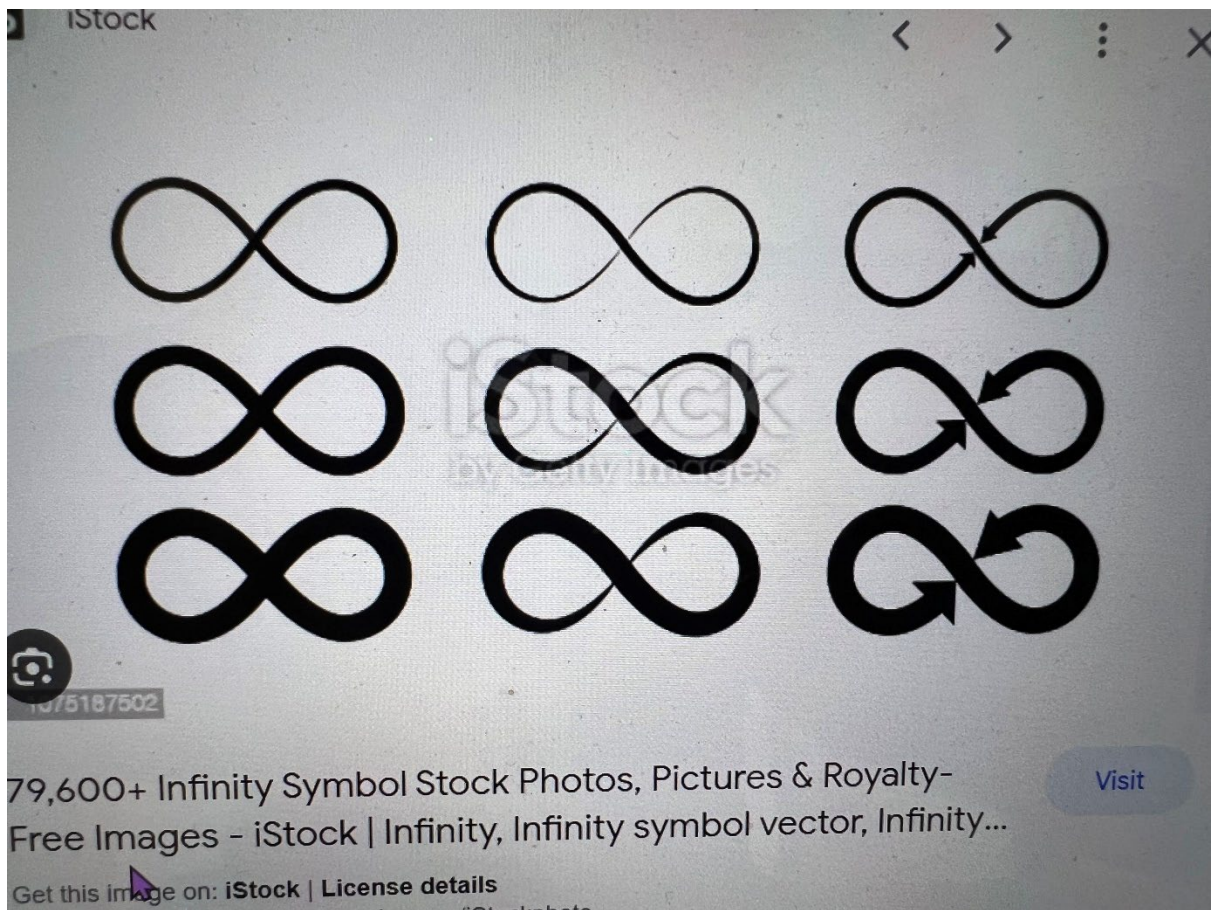 iStock
iStock
by Getty Images
1075187502
79,600+ Infinity Symbol Stock Photos, Pictures & Royalty-
Free Images - iStock | Infinity, Infinity symbol vector, Infinity...
Visit
Get this image on: iStock | License details